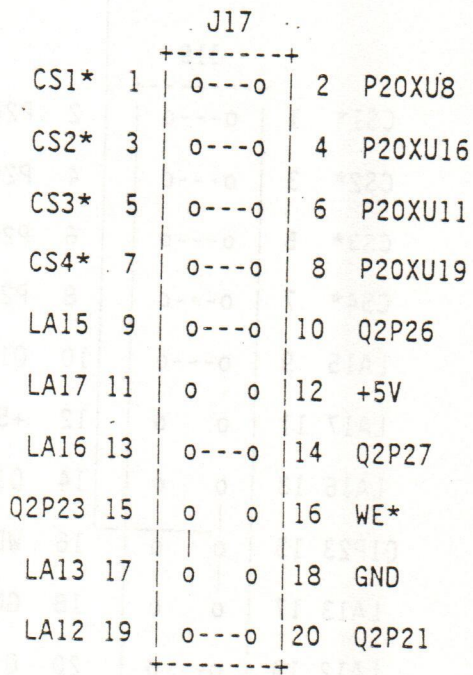 J17
+-------+
CS1* 1 | o---o | 2 P20XU8
CS2* 3 | o---o | 4 P20XU16
CS3* 5 | o---o | 6 P20XU11
CS4* 7 | o---o | 8 P20XU19
LA15 9 | o---o |10 Q2P26
LA17 11 | o   o |12 +5V
LA16 13 | o---o |14 Q2P27
Q2P23 15 | o   o |16 WE*
LA13 17 | o   o |18 GND
LA12 19 | o---o |20 Q2P21
+-------+